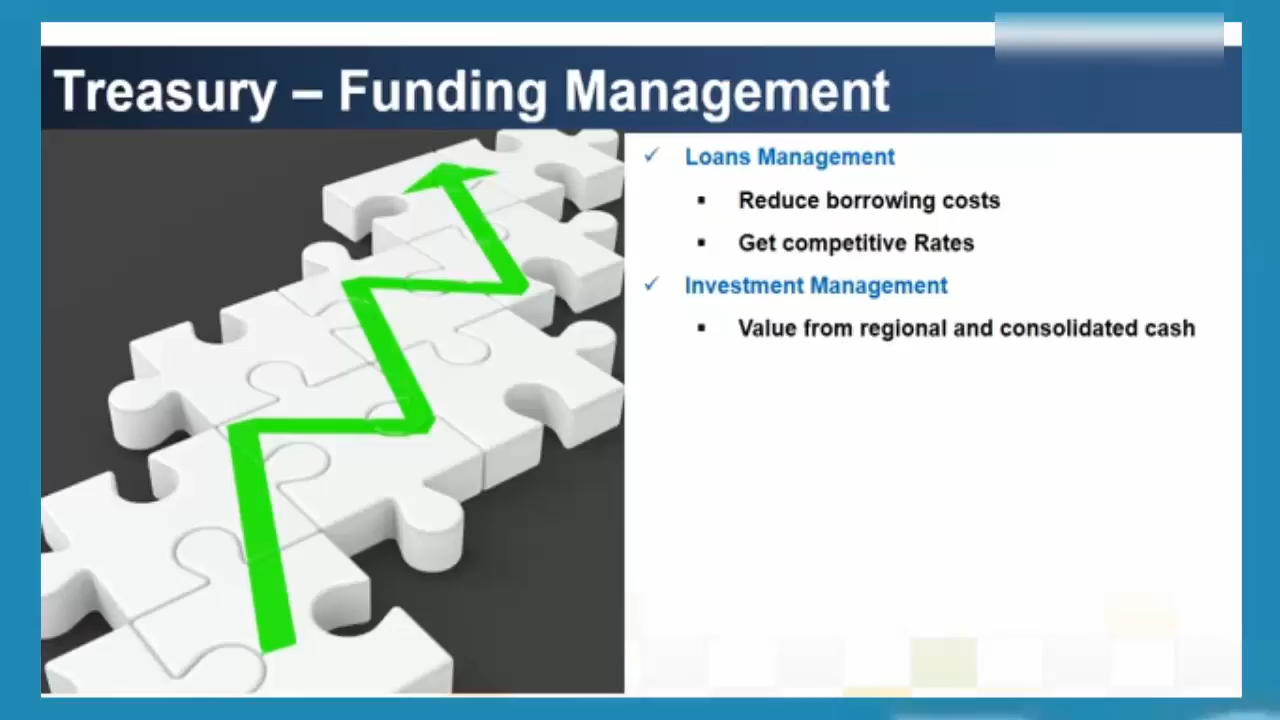 Treasury – Funding Management
✓ Loans Management
▪ Reduce borrowing costs
▪ Get competitive Rates
✓ Investment Management
▪ Value from regional and consolidated cash